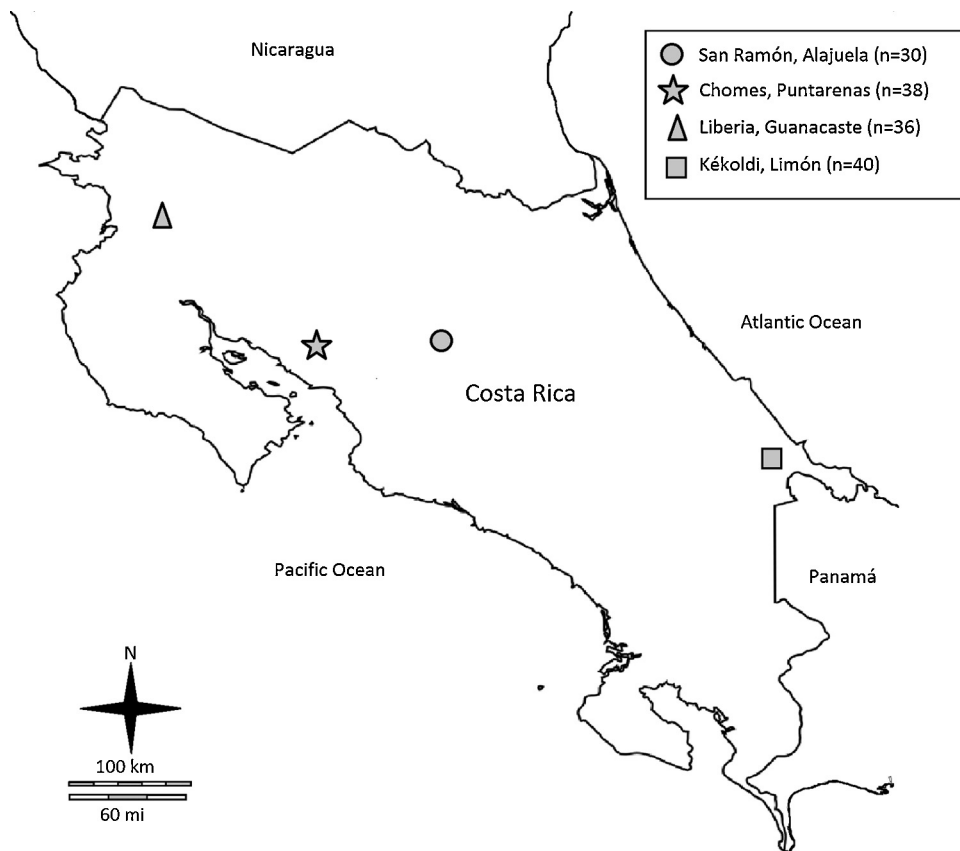 Nicaragua
San Ramón, Alajuela (n=30)
Chomes, Puntarenas (n=38)
Liberia, Guanacaste (n=36)
Kékoldi, Limón (n=40)
Atlantic Ocean
Costa Rica
Pacific Ocean
Panamá
N
100 km
60 mi